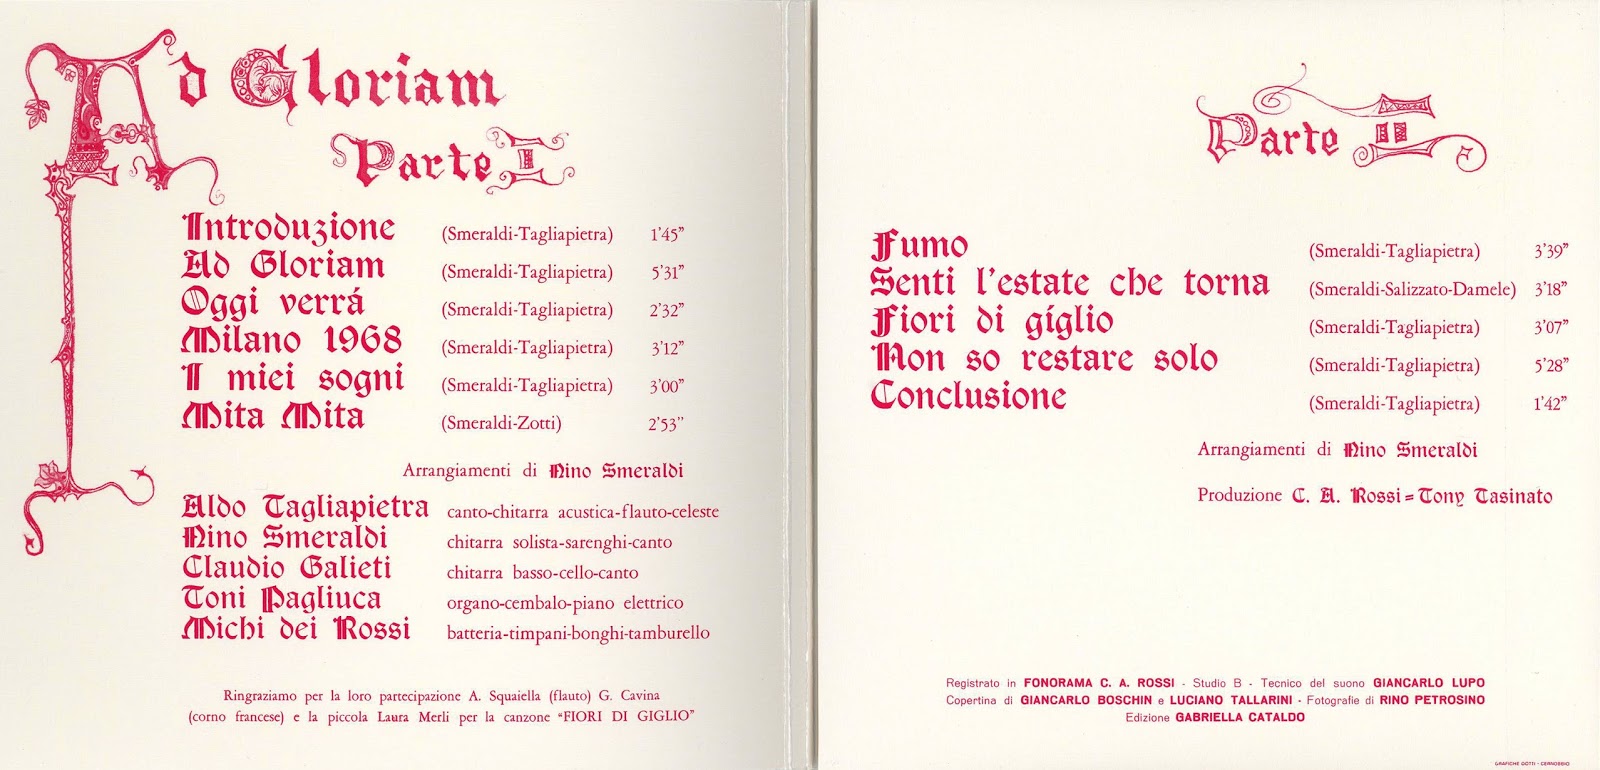 Ad Gloriam
Parte I
Introduzione (Smeraldi-Tagliapietra) 1'45”
Ad Gloriam (Smeraldi-Tagliapietra) 5'31”
Oggi verrá (Smeraldi-Tagliapietra) 2'32”
Milano 1968 (Smeraldi-Tagliapietra) 3'12”
I miei sogni (Smeraldi-Tagliapietra) 3'00”
Mita Mita (Smeraldi-Zotti) 2'53”
Arrangiamenti di Nino Smeraldi
Aldo Tagliapietra canto-chitarra acustica-flauto-celeste
Nino Smeraldi chitarra solista-sarenghi-canto
Claudio Galieti chitarra basso-cello-canto
Toni Pagliuca organo-cembalo-piano elettrico
Michi dei Rossi batteria-timpani-bonghi-tamburello
Ringraziamo per la loro partecipazione A. Squaiella (flauto) G. Cavina
(corno francese) e la piccola Laura Merli per la canzone “FIORI DI GIGLIO”
Parte II
Fumo (Smeraldi-Tagliapietra) 3'39”
Senti l'estate che torna (Smeraldi-Salizzato-Damele) 3'18”
Fiori di gíglio (Smeraldi-Tagliapietra) 3'07”
Non so restare solo (Smeraldi-Tagliapietra) 5'28”
Conclusione (Smeraldi-Tagliapietra) 1'42”
Arrangiamenti di Nino Smeraldi
Produzione C. A. Rossi=Tony Tasinato
Registrato in FONORAMA C. A. ROSSI - Studio B - Tecnico del suono GIANCARLO LUPO
Copertina di GIANCARLO BOSCHIN e LUCIANO TALLARINI - Fotografie di RINO PETROSINO
Edizione GABRIELLA CATALDO
GRAFICHE GOTTI - CERNOBBIO